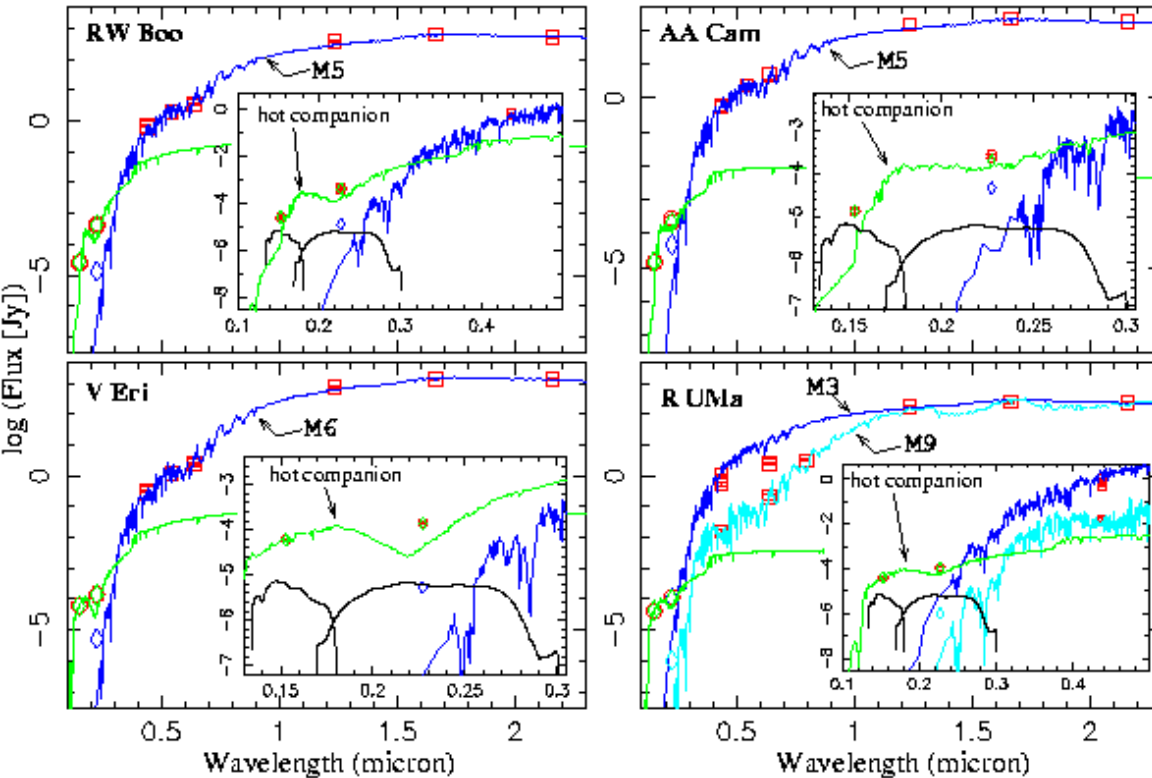 RW Boo
M5
hot companion
0
-2
-4
-6
-8
0.1 0.2 0.3 0.4
0
-5
AA Cam
M5
hot companion
-3
-4
-5
-6
-7
0.15 0.2 0.25 0.3
log (Flux [Jy]
V Eri
M6
hot companion
-3
-4
-5
-6
-7
0.15 0.2 0.25 0.3
0
-5
0.5 1 1.5 2
Wavelength (micron)
R UMa
M3
M9
hot companion
0
-2
-4
-6
-8
0.1 0.2 0.3 0.4
0.5 1 1.5 2
Wavelength (micron)